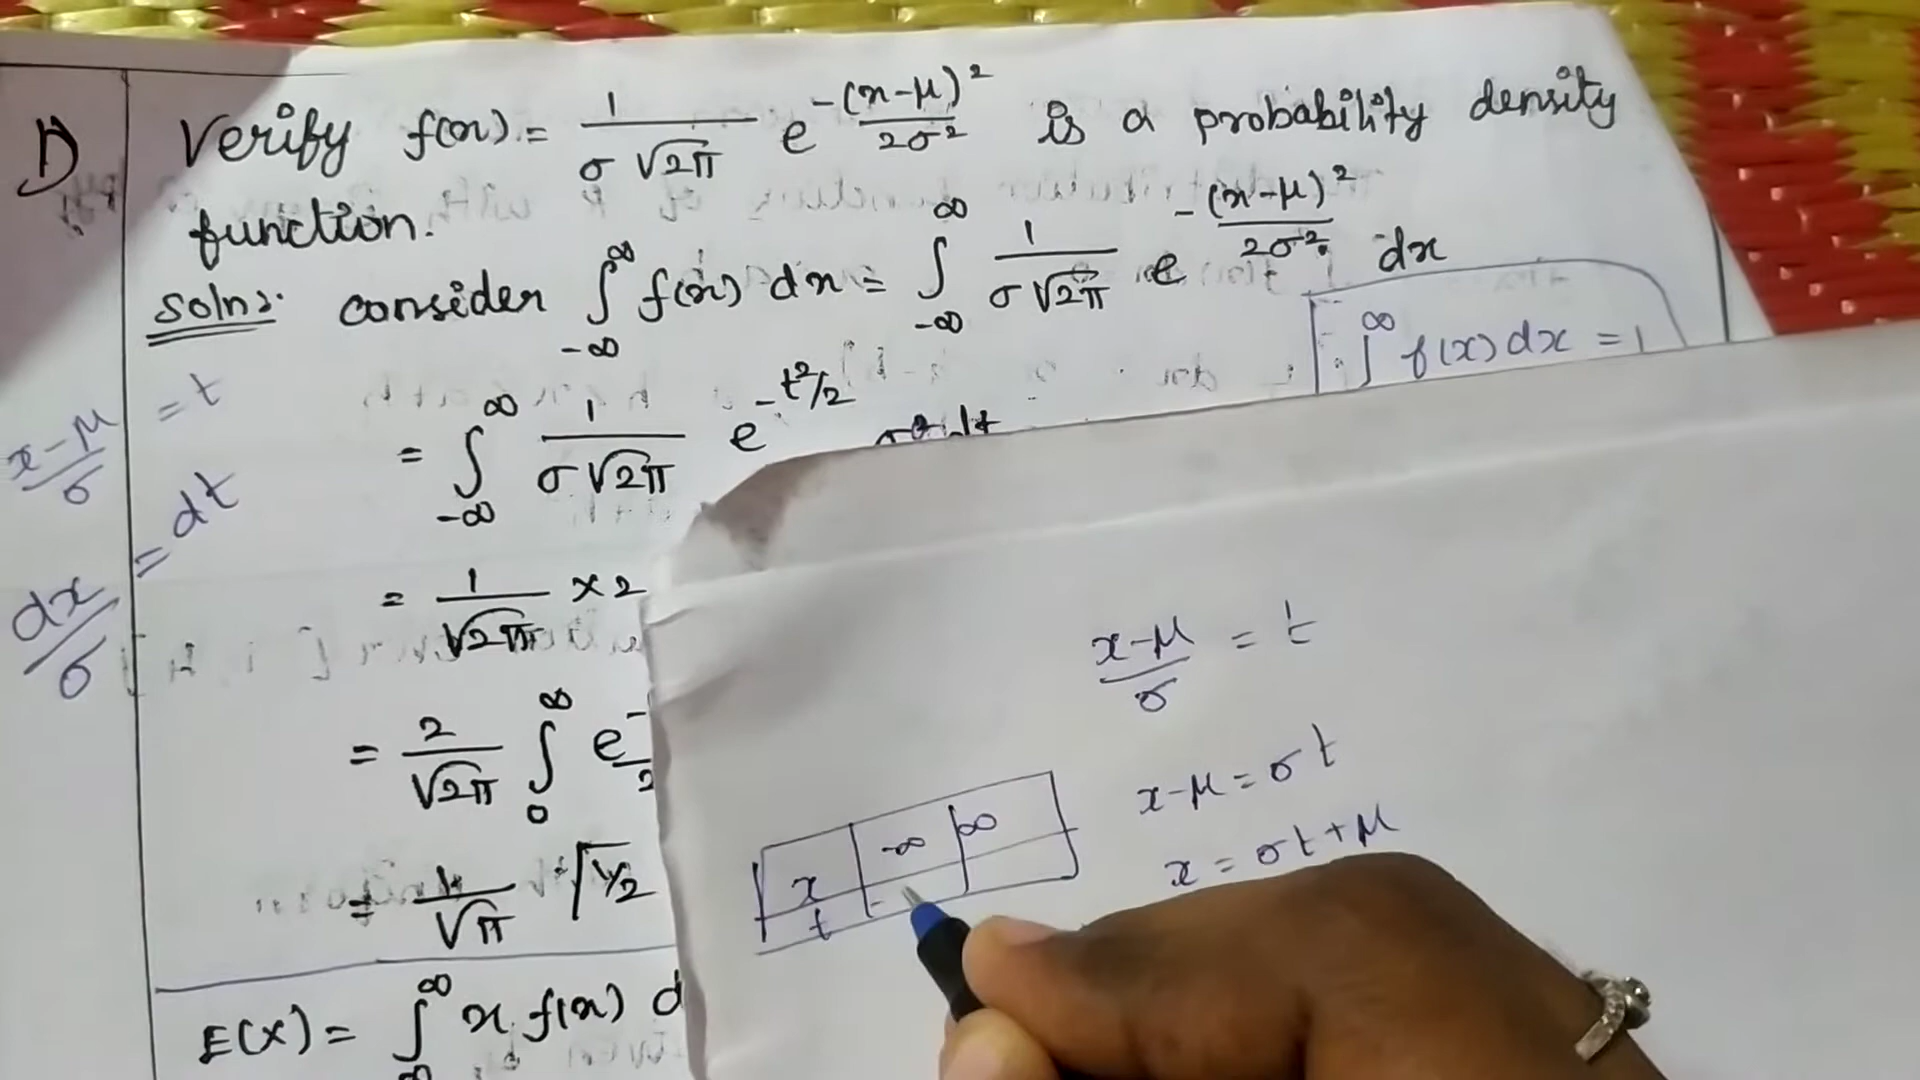 1) Verify f(x) = 1/(σ√2π) e^(-(x-μ)²/2σ²) is a probability density
function.
Soln: consider ∫_{-∞}^{∞} f(x) dx = ∫_{-∞}^{∞} 1/(σ√2π) e^(-(x-μ)²/2σ²) dx
∫^{∞} f(x) dx = 1
(x-μ)/σ = t
= ∫_{-∞}^{∞} 1/(σ√2π) e^(-t²/2)
dx/σ = dt
= 1/√2π × 2
= 2/√2π ∫_0^∞ e^-
= 1/√π Γ1/2
E(X) = ∫^∞ x f(x) d
(x-μ)/σ = t
x-μ = σt
x = σt+μ
x -∞ ∞
t -